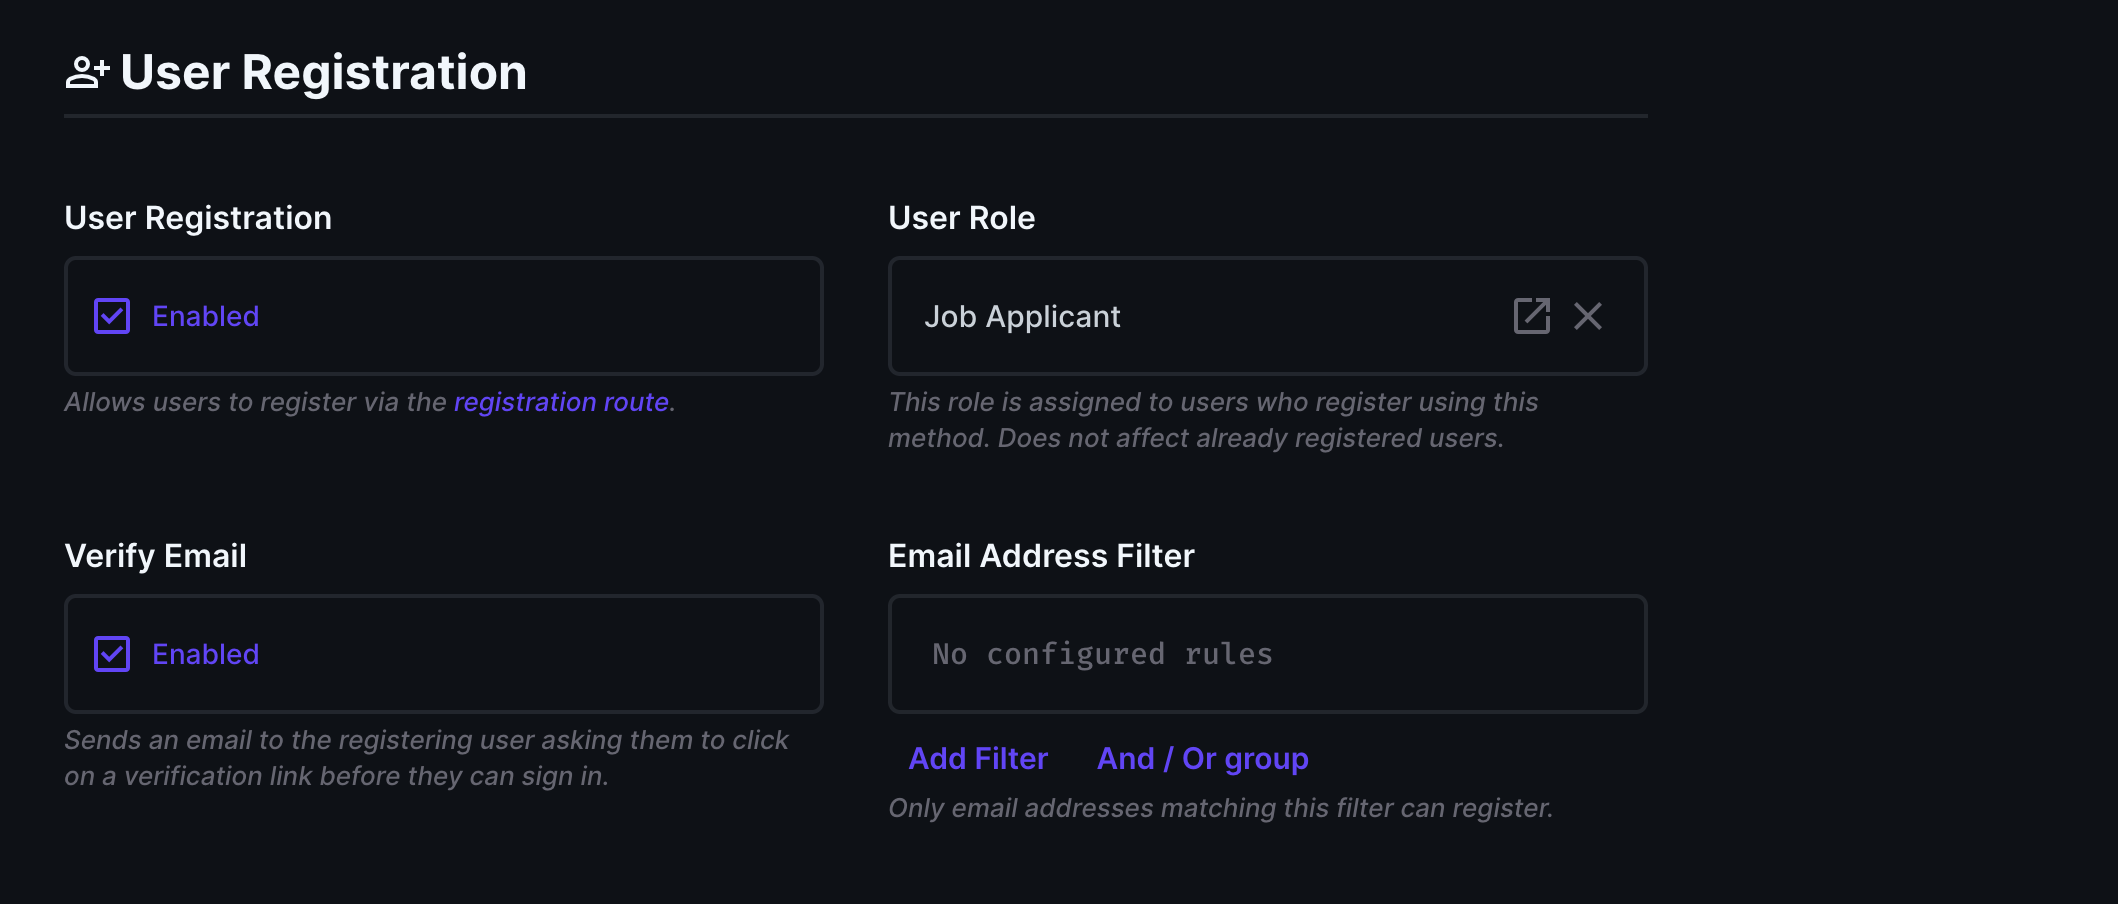 User Registration
User Registration
Enabled
Allows users to register via the registration route.
User Role
Job Applicant
This role is assigned to users who register using this
method. Does not affect already registered users.
Verify Email
Enabled
Sends an email to the registering user asking them to click
on a verification link before they can sign in.
Email Address Filter
No configured rules
Add Filter
And / Or group
Only email addresses matching this filter can register.